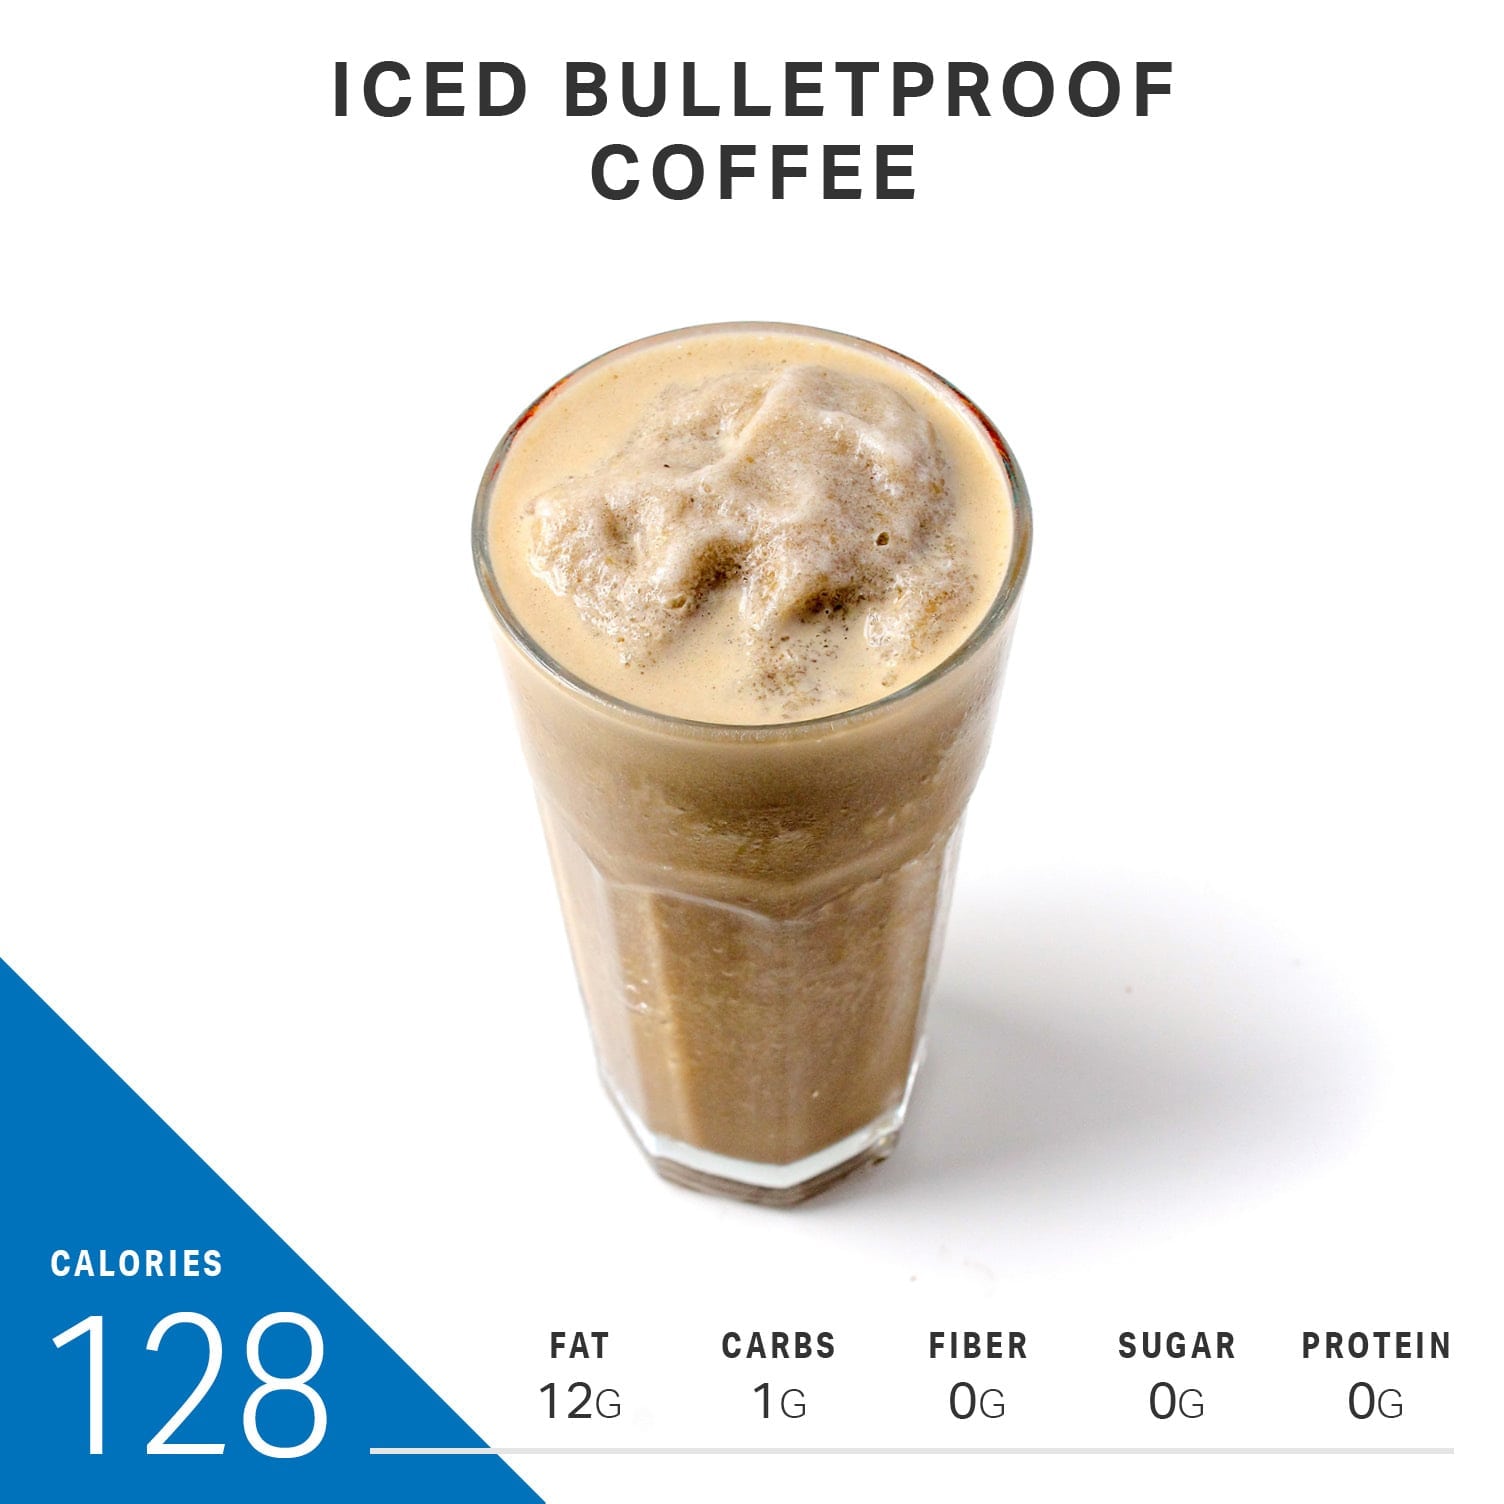 ICED BULLETPROOF
COFFEE
CALORIES
128
FAT CARBS FIBER SUGAR PROTEIN
12G 1G 0G 0G 0G